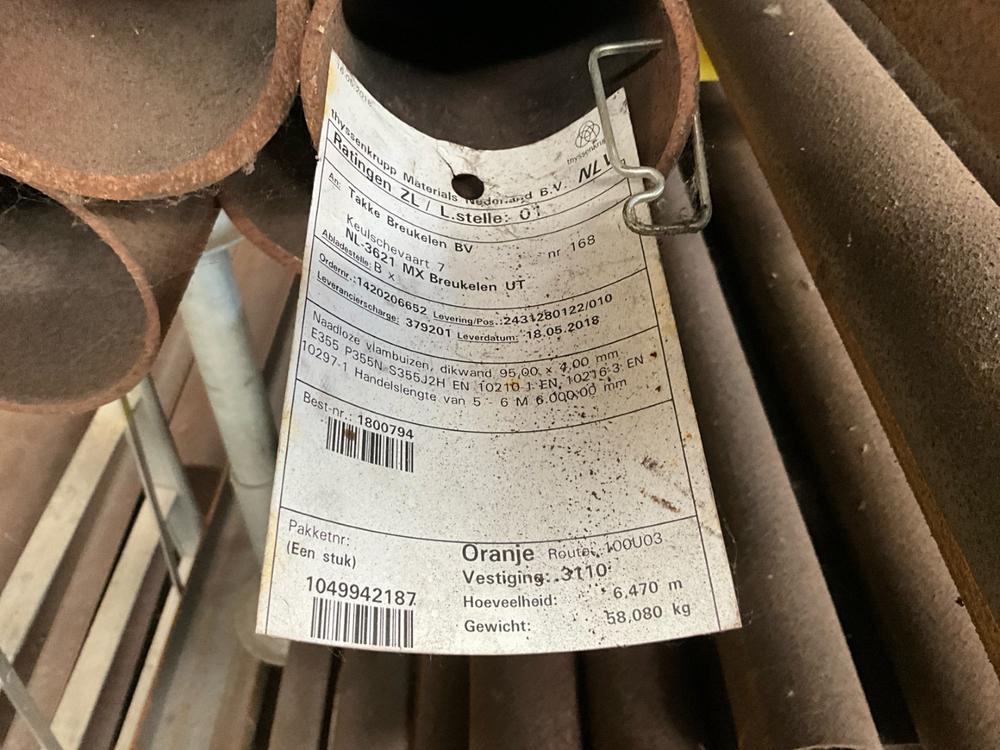 thyssenkrupp
thyssenkrupp Materials Nederland B.V.
Ratingen ZL / L.stelle: 01
An: Takke Breukelen BV
Keulschevaart 7 nr 168
NL-3621 MX Breukelen UT
Abladestelle: B x
Ordernr.:1420206652 Levering/Pos.:2431280122/010
Leverancierscharge: 379201 Leverdatum: 18.05.2018
Naadloze vlambuizen, dikwand 95,00 x 4,00 mm
E355 P355N S355J2H EN 10210-1 EN 10216-3 EN
10297-1 Handelslengte van 5 - 6 M 6.000,00 mm
Best-nr.: 1800794
Pakketnr:
(Een stuk)
1049942187
Oranje Route: 100U03
Vestiging: 3110
Hoeveelheid: 6,470 m
Gewicht: 58,080 kg